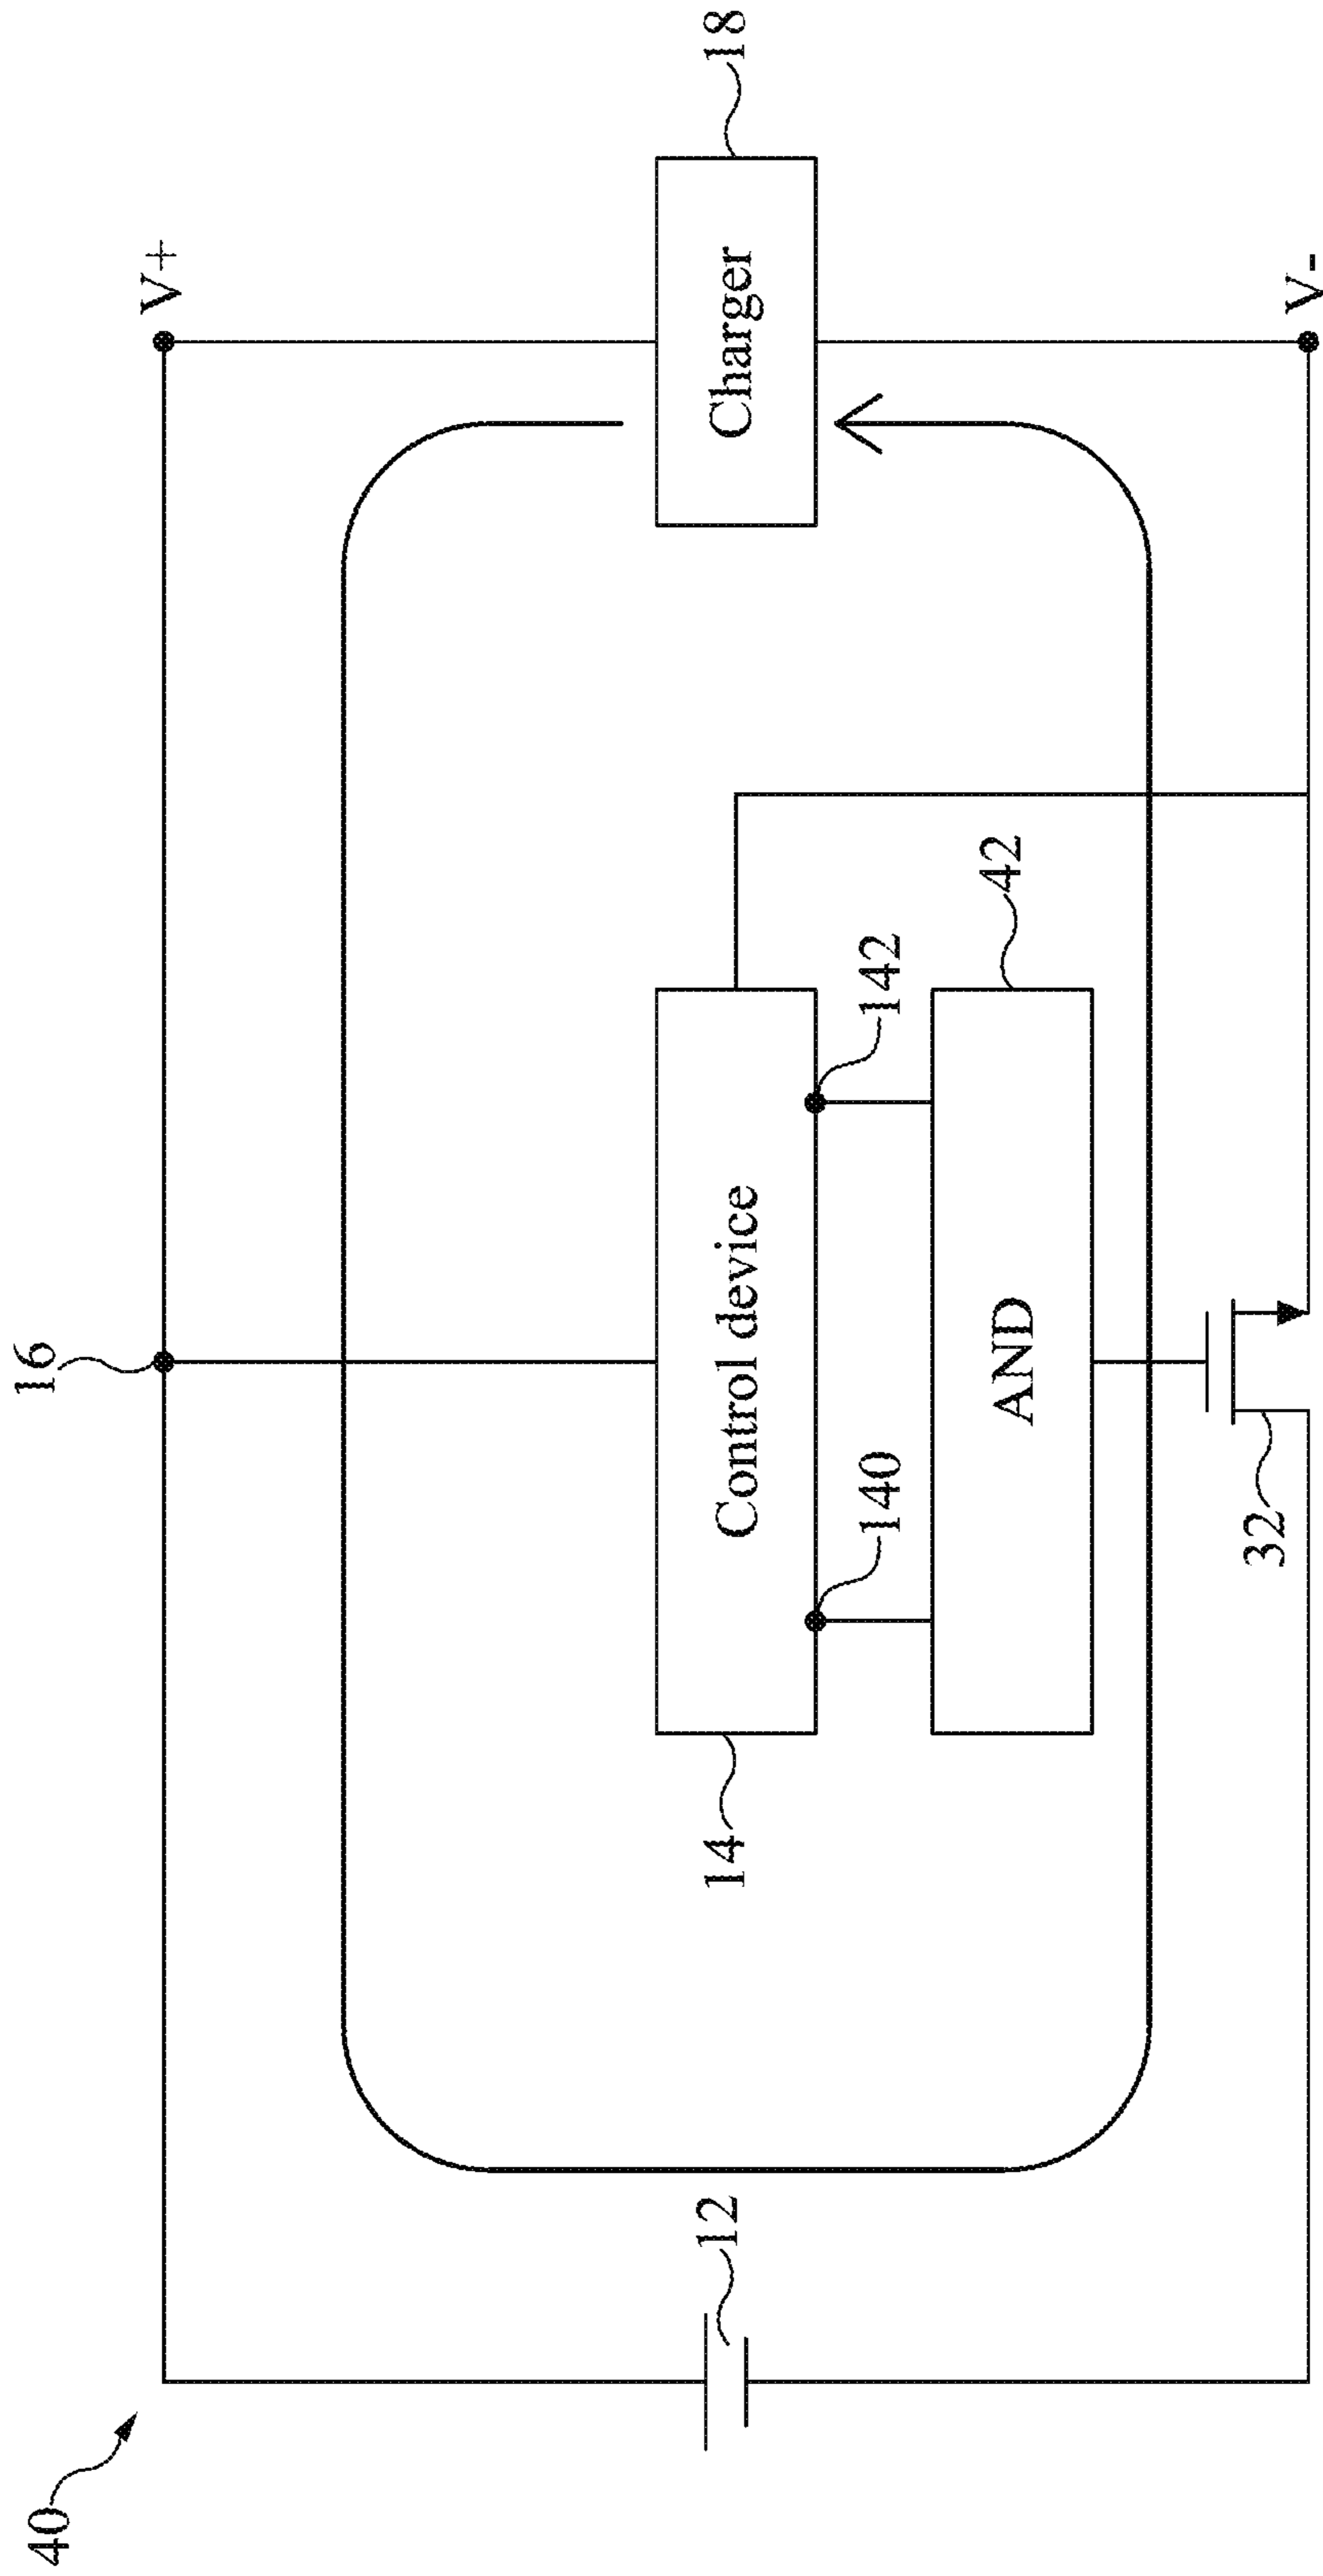 40
16
V+
12
14
Control device
140
142
Charger
18
AND
42
32
V-